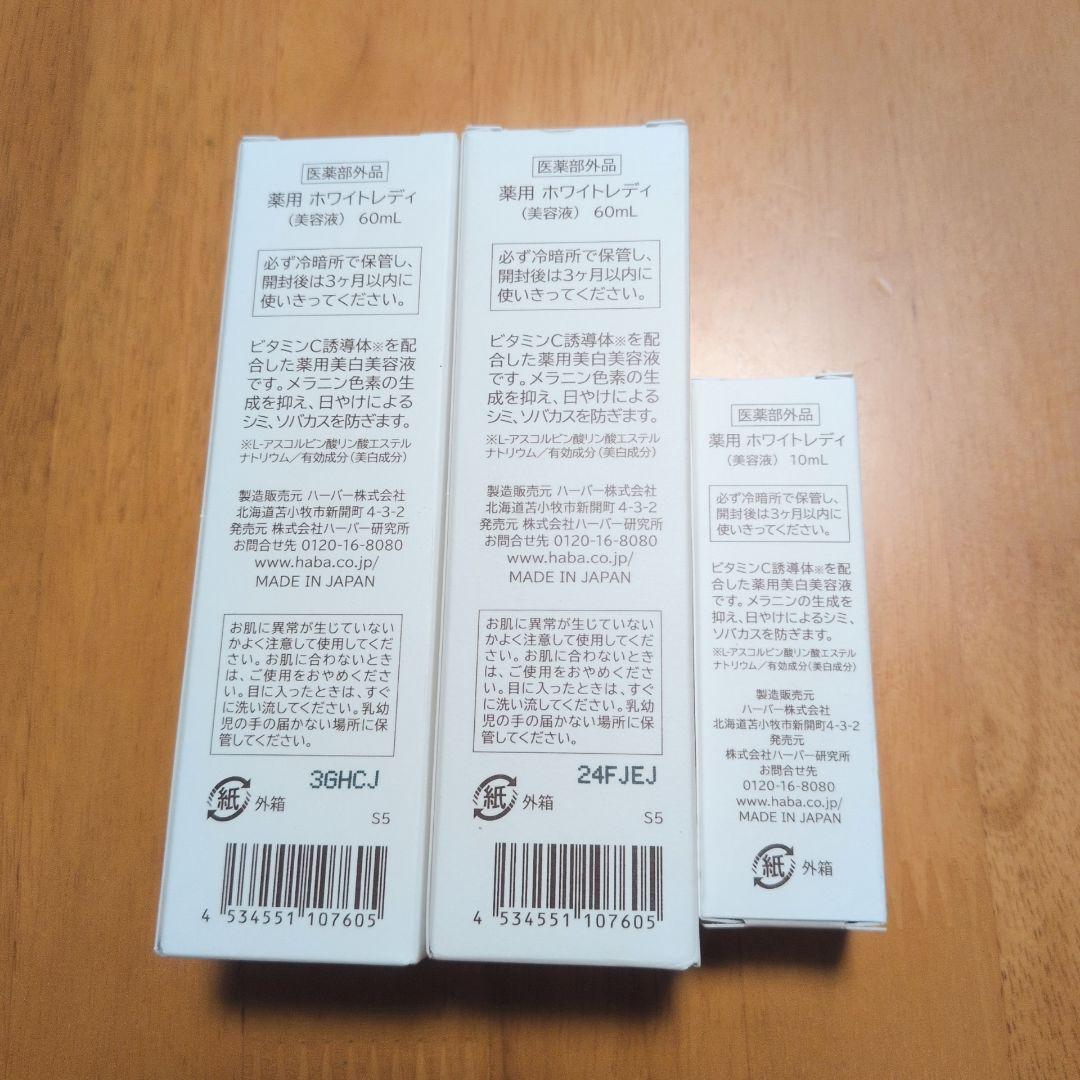 医薬部外品
薬用 ホワイトレディ
（美容液） 60mL
必ず冷暗所で保管し、
開封後は3ヶ月以内に
使いきってください。
ビタミンC誘導体※を配
合した薬用美白美容液
です。メラニン色素の生
成を抑え、日やけによる
シミ、ソバカスを防ぎます。
※L-アスコルビン酸リン酸エステル
ナトリウム／有効成分（美白成分）
製造販売元 ハーバー株式会社
北海道苫小牧市新開町 4-3-2
発売元 株式会社ハーバー研究所
お問合せ先 0120-16-8080
www.haba.co.jp/
MADE IN JAPAN
お肌に異常が生じていない
かよく注意して使用してくだ
さい。お肌に合わないとき
は、ご使用をおやめくださ
い。目に入ったときは、すぐ
に洗い流してください。乳幼
児の手の届かない場所に保
管してください。
3GHCJ
紙 外箱
S5
4 534551 107605
医薬部外品
薬用 ホワイトレディ
（美容液） 60mL
必ず冷暗所で保管し、
開封後は3ヶ月以内に
使いきってください。
ビタミンC誘導体※を配
合した薬用美白美容液
です。メラニン色素の生
成を抑え、日やけによる
シミ、ソバカスを防ぎます。
※L-アスコルビン酸リン酸エステル
ナトリウム／有効成分（美白成分）
製造販売元 ハーバー株式会社
北海道苫小牧市新開町 4-3-2
発売元 株式会社ハーバー研究所
お問合せ先 0120-16-8080
www.haba.co.jp/
MADE IN JAPAN
お肌に異常が生じていない
かよく注意して使用してくだ
さい。お肌に合わないとき
は、ご使用をおやめくださ
い。目に入ったときは、すぐ
に洗い流してください。乳幼
児の手の届かない場所に保
管してください。
24FJEJ
紙 外箱
S5
4 534551 107605
医薬部外品
薬用 ホワイトレディ
（美容液） 10mL
必ず冷暗所で保管し、
開封後は3ヶ月以内に
使いきってください。
ビタミンC誘導体※を配
合した薬用美白美容液
です。メラニンの生成を
抑え、日やけによるシミ、
ソバカスを防ぎます。
※L-アスコルビン酸リン酸エステル
ナトリウム／有効成分（美白成分）
製造販売元
ハーバー株式会社
北海道苫小牧市新開町4-3-2
発売元
株式会社ハーバー研究所
お問合せ先
0120-16-8080
www.haba.co.jp/
MADE IN JAPAN
紙 外箱